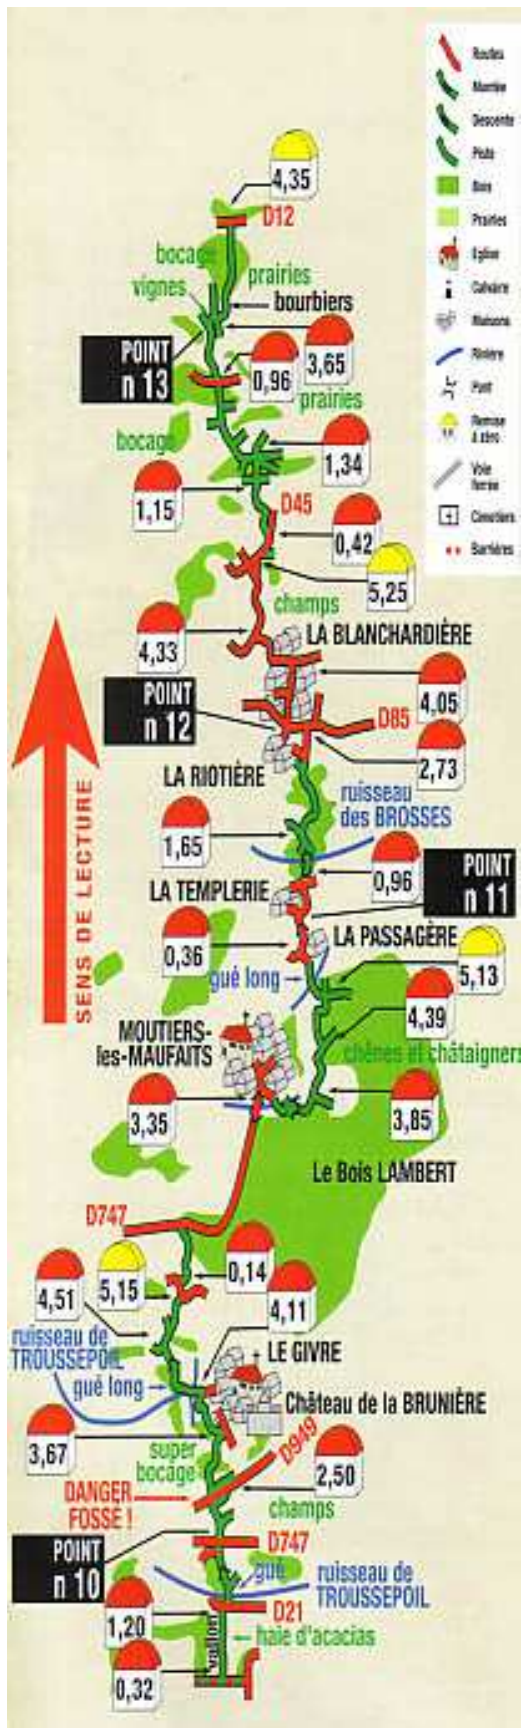 Routes
Montée
Descente
Piste
Bois
Prairies
Eglise
Calvaire
Maisons
Rivière
Pont
Remise
à zéro
Voie
ferrée
Cimetières
Barrières
4,35
D12
bocage
prairies
vignes
bourbiers
POINT
n 13
3,65
0,96
prairies
bocage
1,34
1,15
D45
0,42
5,25
champs
4,33
LA BLANCHARDIÈRE
4,05
POINT
n 12
D85
2,73
LA RIOTIÈRE
ruisseau
des BROSSES
1,65
0,96
POINT
n 11
LA TEMPLERIE
0,36
LA PASSAGÈRE
5,13
gué long
4,39
MOUTIERS-
les-MAUFAITS
chênes et châtaigners
3,35
3,85
Le Bois LAMBERT
D747
0,14
5,15
4,51
4,11
ruisseau de
TROUSSEPOIL
LE GIVRE
gué long
Château de la BRUNIÈRE
3,67
super
bocage
D949
2,50
DANGER
FOSSÉ !
champs
POINT
n 10
D747
gué
ruisseau de
TROUSSEPOIL
1,20
D21
vallon
haie d'acacias
0,32
SENS DE LECTURE